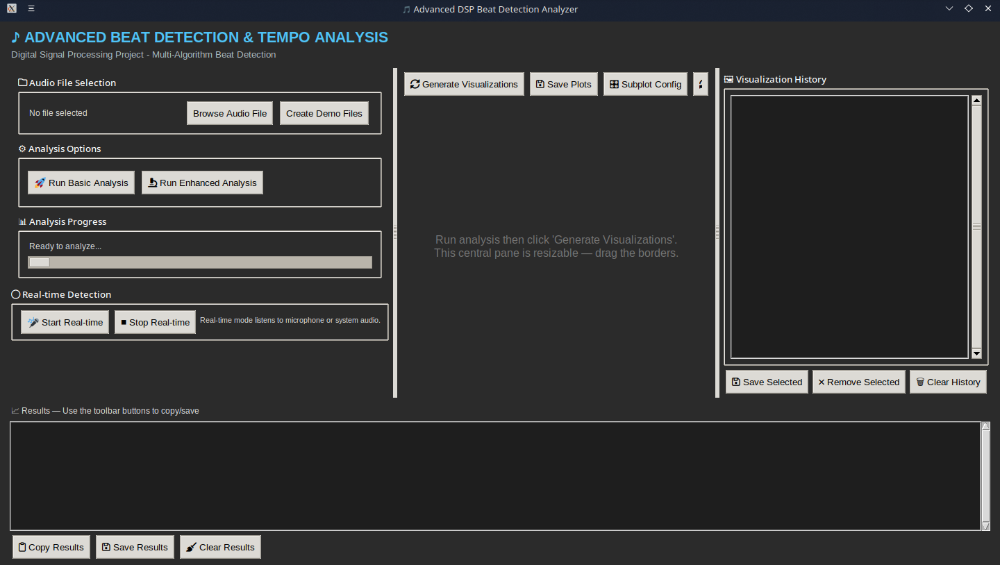 Advanced DSP Beat Detection Analyzer
ADVANCED BEAT DETECTION & TEMPO ANALYSIS
Digital Signal Processing Project - Multi-Algorithm Beat Detection
Audio File Selection
No file selected
Browse Audio File
Create Demo Files
Analysis Options
Run Basic Analysis
Run Enhanced Analysis
Analysis Progress
Ready to analyze...
Real-time Detection
Start Real-time
Stop Real-time
Real-time mode listens to microphone or system audio.
Generate Visualizations
Save Plots
Subplot Config
Run analysis then click 'Generate Visualizations'.
This central pane is resizable — drag the borders.
Visualization History
Save Selected
Remove Selected
Clear History
Results — Use the toolbar buttons to copy/save
Copy Results
Save Results
Clear Results